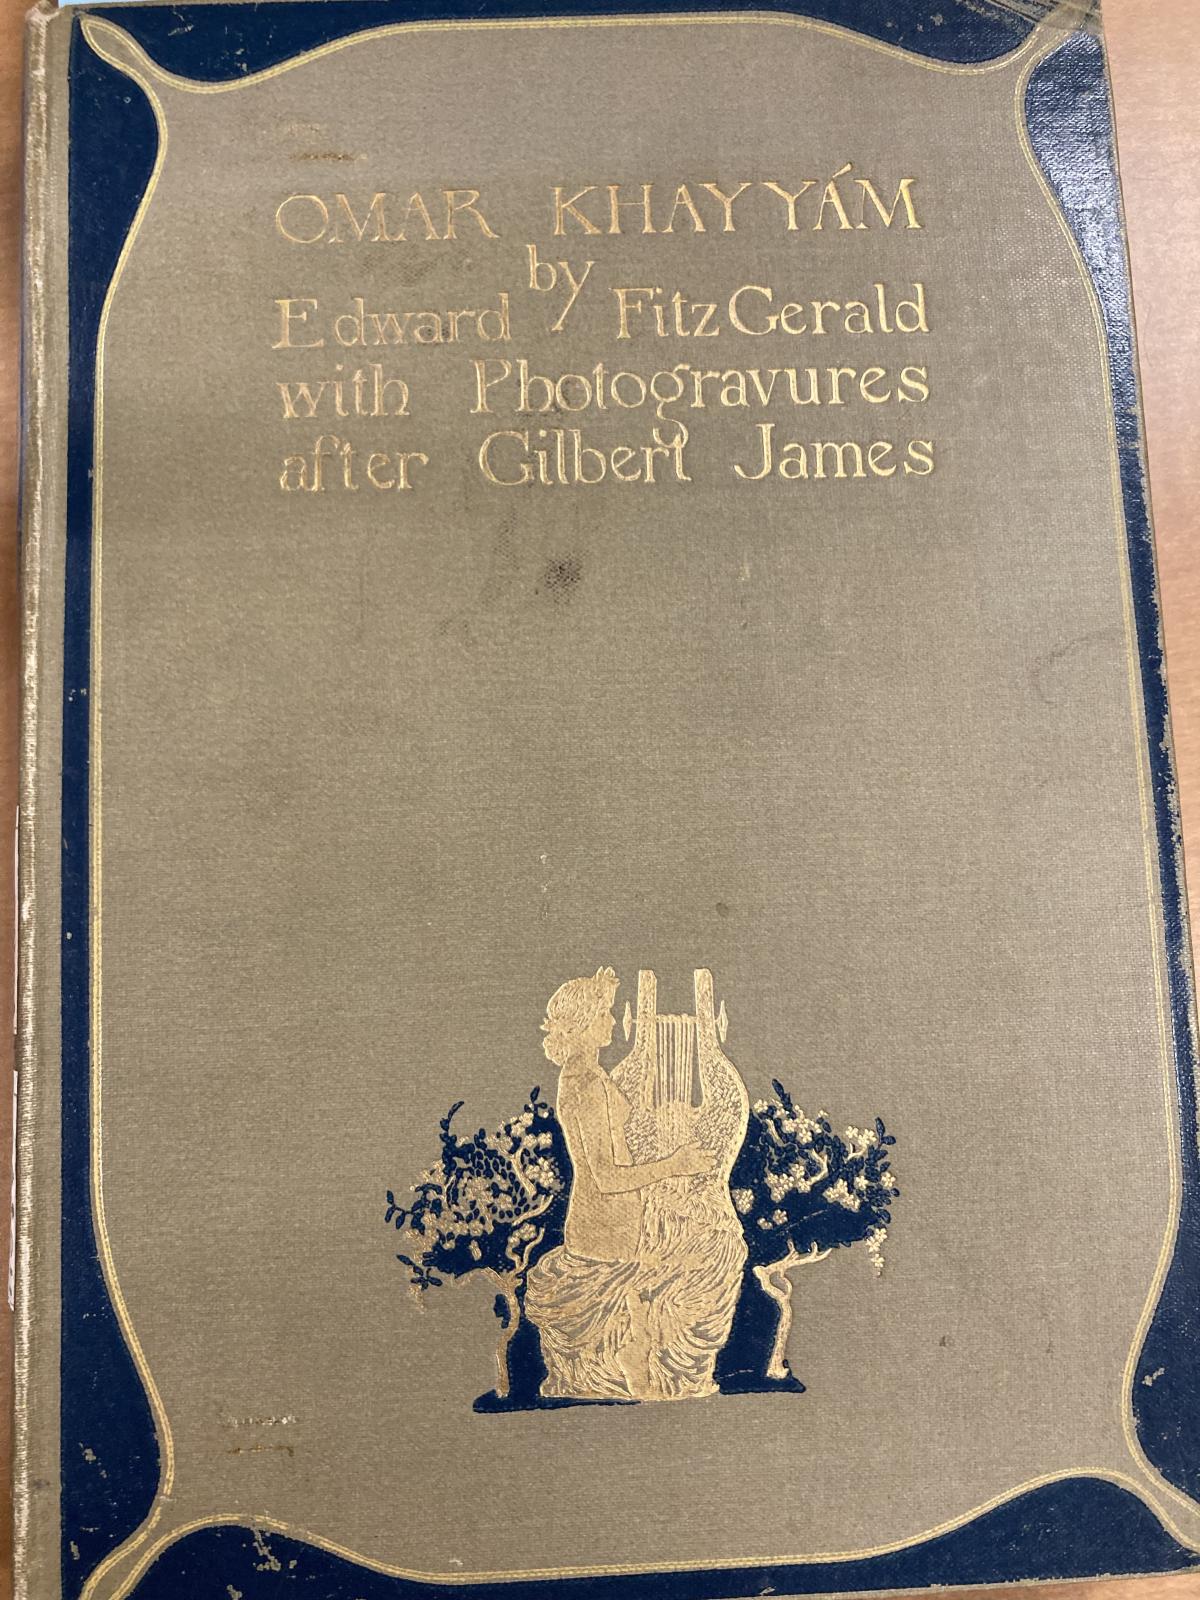 OMAR KHAYYÁM
by
Edward FitzGerald
with Photogravures
after Gilbert James